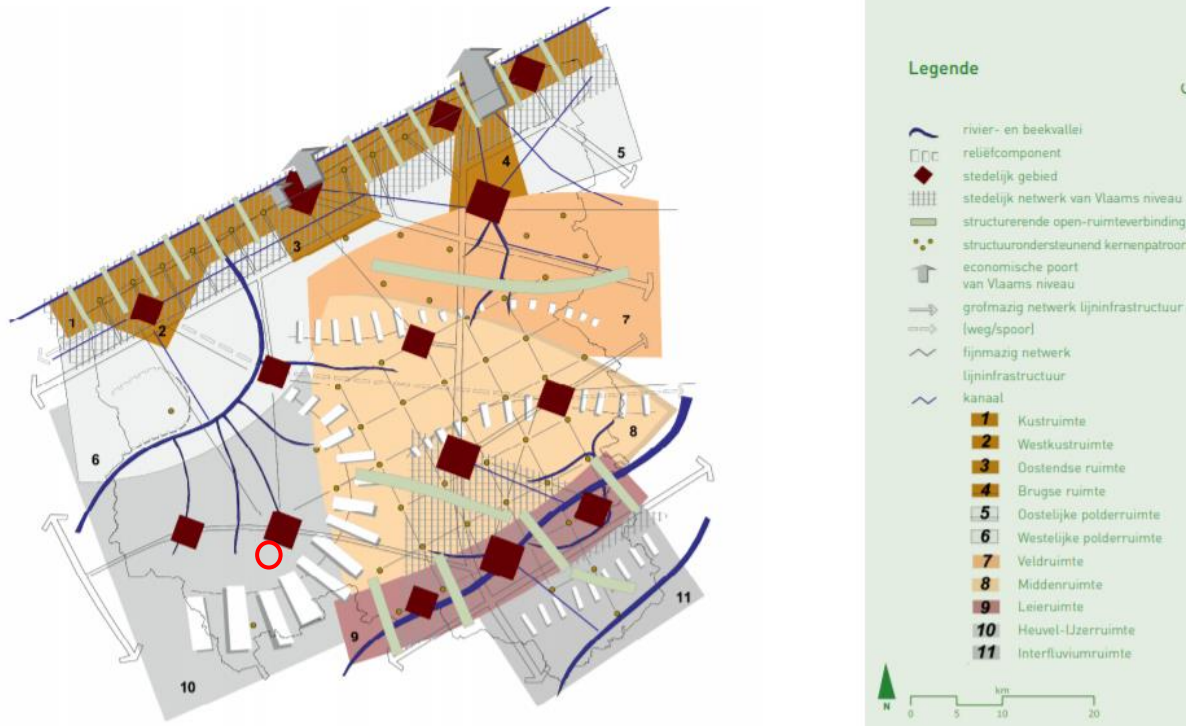 1
2
3
4
5
6
7
8
9
10
11
Legende
rivier- en beekvallei
reliëfcomponent
stedelijk gebied
stedelijk netwerk van Vlaams niveau
structurerende open-ruimteverbinding
structuurondersteunend kernenpatroon
economische poort
van Vlaams niveau
grofmazig netwerk lijninfrastructuur
(weg/spoor)
fijnmazig netwerk
lijninfrastructuur
kanaal
1 Kustruimte
2 Westkustruimte
3 Oostendse ruimte
4 Brugse ruimte
5 Oostelijke polderruimte
6 Westelijke polderruimte
7 Veldruimte
8 Middenruimte
9 Leieruimte
10 Heuvel-IJzerruimte
11 Interfluviumruimte
N
km
0 5 10 20